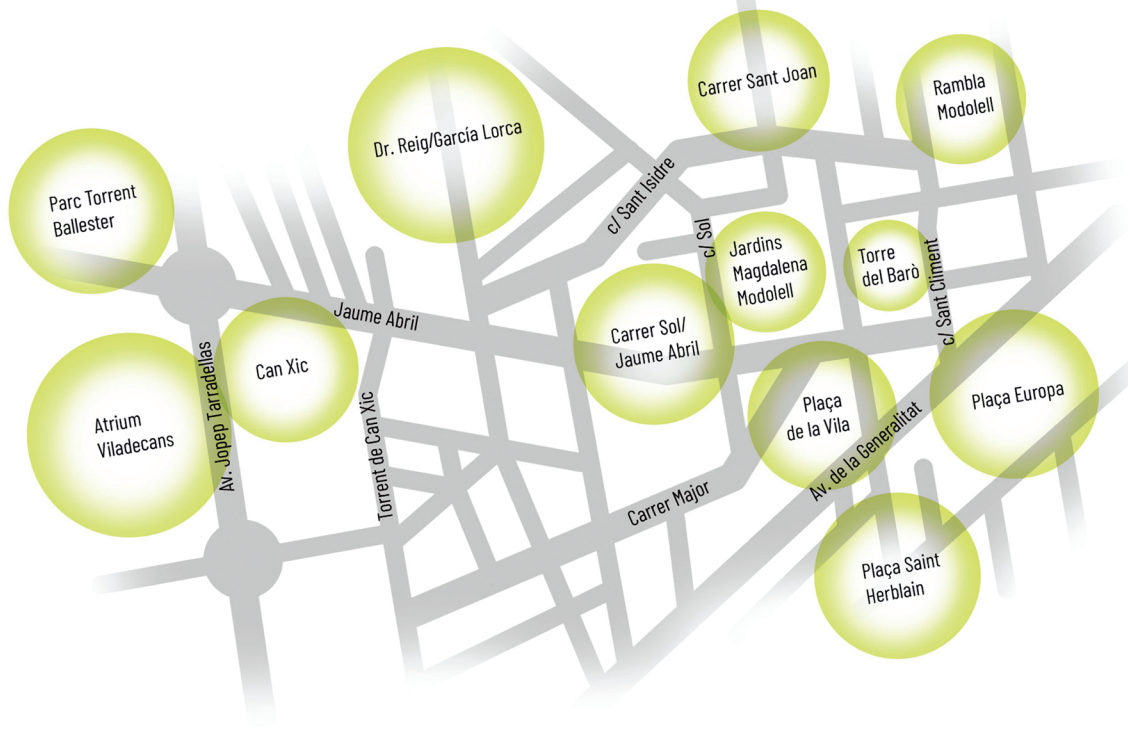 Carrer Sant Joan
Rambla
Modolell
Dr. Reig/García Lorca
Parc Torrent
Ballester
c/ Sant Isidre
c/ Sol
Jardins
Magdalena
Modolell
Torre
del Barò
c/ Sant Climent
Jaume Abril
Carrer Sol/
Jaume Abril
Can Xic
Av. Jopep Tarradellas
Atrium
Viladecans
Torrent de Can Xic
Plaça
de la Vila
Plaça Europa
Av. de la Generalitat
Carrer Major
Plaça Saint
Herblain